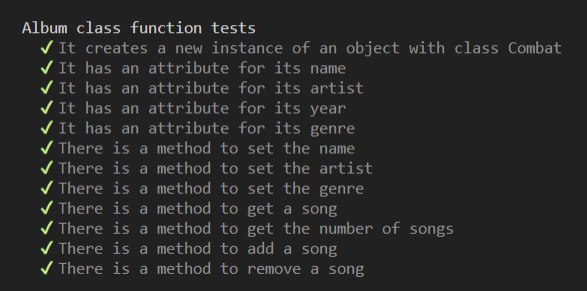 Album class function tests
✓ It creates a new instance of an object with class Combat
✓ It has an attribute for its name
✓ It has an attribute for its artist
✓ It has an attribute for its year
✓ It has an attribute for its genre
✓ There is a method to set the name
✓ There is a method to set the artist
✓ There is a method to set the genre
✓ There is a method to get a song
✓ There is a method to get the number of songs
✓ There is a method to add a song
✓ There is a method to remove a song